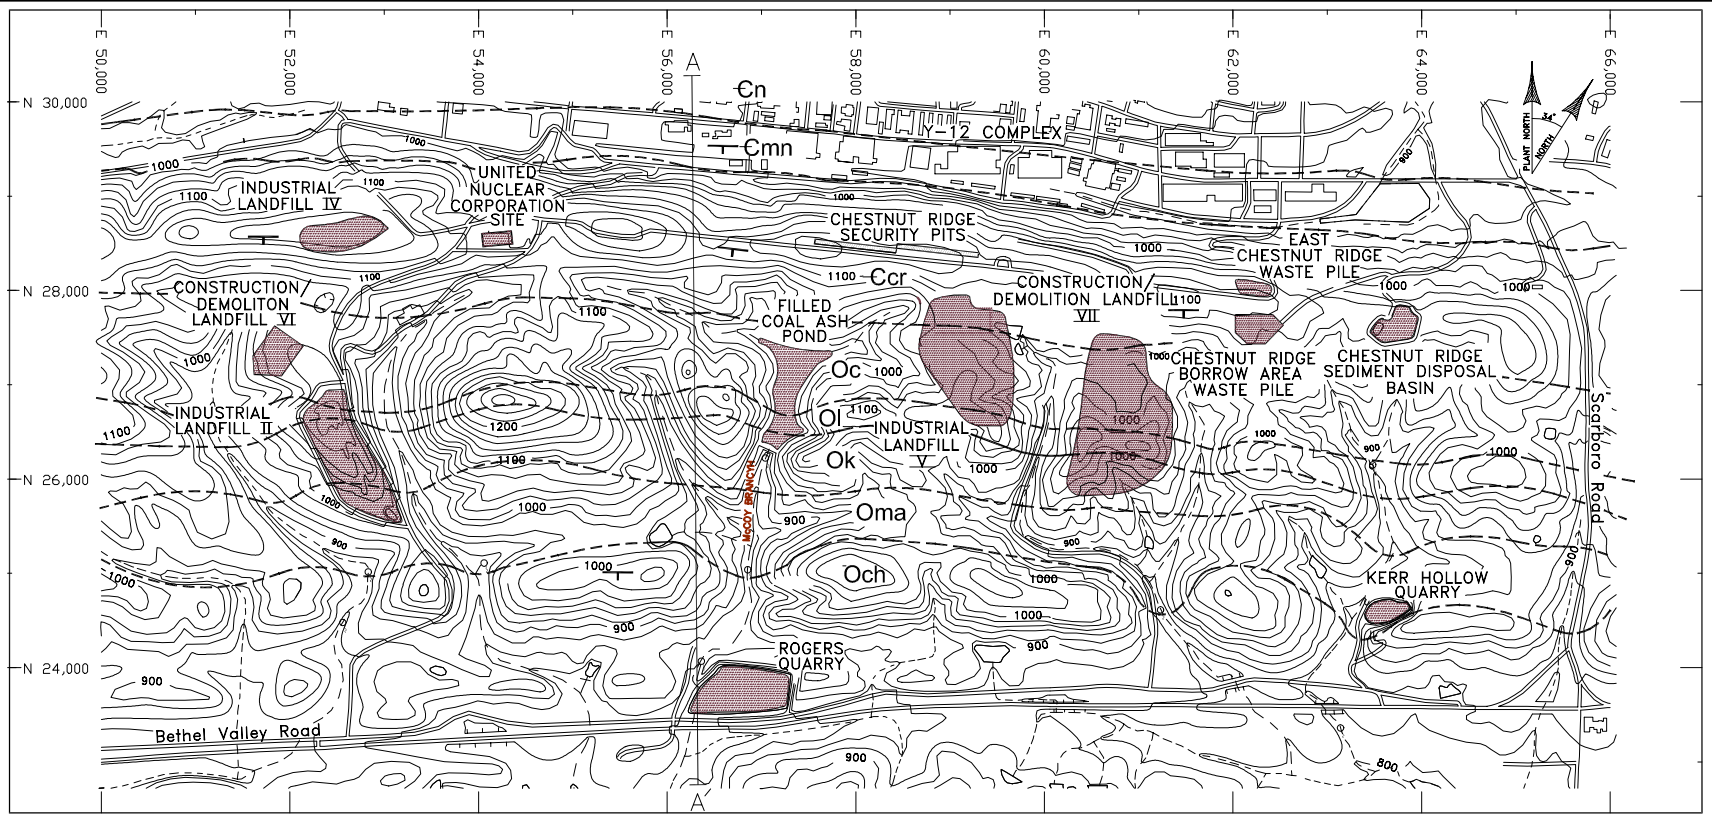 E 50,000
E 52,000
E 54,000
E 56,000
E 58,000
E 60,000
E 62,000
E 64,000
E 66,000
A
N 30,000
Cn
Y-12 COMPLEX
Cmn
34°
PLANT NORTH
NORTH
900
1000
1000
1100
1100
INDUSTRIAL
LANDFILL IV
UNITED
NUCLEAR
CORPORATION
SITE
1000
CHESTNUT RIDGE
SECURITY PITS
1000
EAST
CHESTNUT RIDGE
WASTE PILE
N 28,000
1100
1100
Ccr
1000
1000
CONSTRUCTION/
DEMOLITON
LANDFILL VI
CONSTRUCTION/
DEMOLITION LANDFILL
VII
1100
1100
FILLED
COAL ASH
POND
1000
Oc
1000
1000
CHESTNUT RIDGE
BORROW AREA
WASTE PILE
CHESTNUT RIDGE
SEDIMENT DISPOSAL
BASIN
INDUSTRIAL
LANDFILL II
1100
1200
Ol
1100
INDUSTRIAL
LANDFILL
V
1000
1000
900
1000
Scarboro Road
1100
Ok
1000
1000
N 26,000
1000
1000
McCOY BRANCH
900
Oma
900
900
900
1000
1000
Och
1000
KERR HOLLOW
QUARRY
900
1000
900
ROGERS
QUARRY
N 24,000
900
Bethel Valley Road
900
800
A